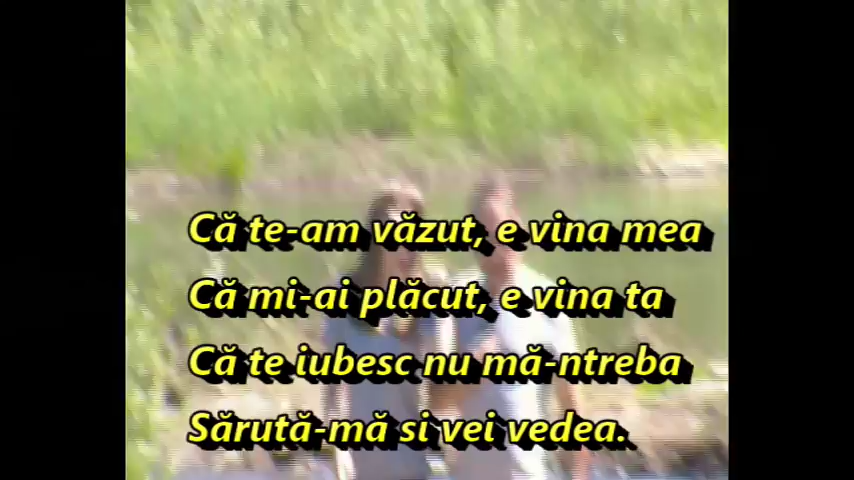 Că te-am văzut, e vina mea
Că mi-ai plăcut, e vina ta
Că te iubesc nu mă-ntreba
Sărută-mă si vei vedea.